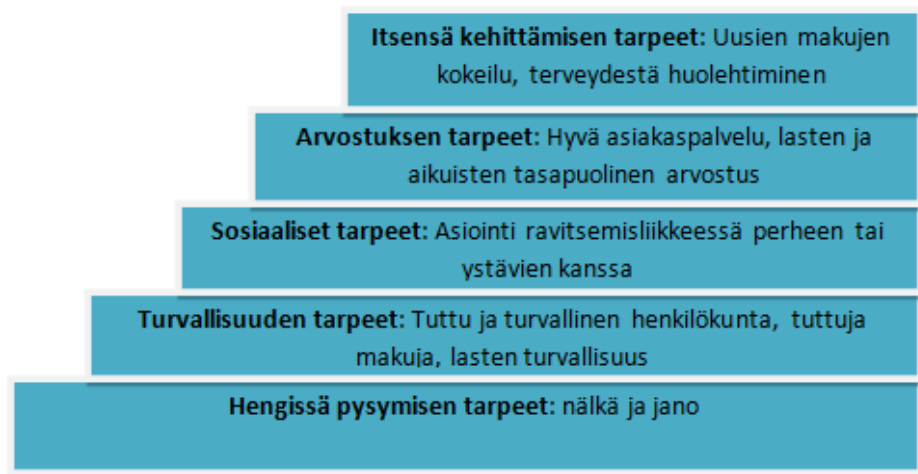 Itsensä kehittämisen tarpeet: Uusien makujen
kokeilu, terveydestä huolehtiminen
Arvostuksen tarpeet: Hyvä asiakaspalvelu, lasten ja
aikuisten tasapuolinen arvostus
Sosiaaliset tarpeet: Asiointi ravitsemisliikkeessä perheen tai
ystävien kanssa
Turvallisuuden tarpeet: Tuttu ja turvallinen henkilökunta, tuttuja
makuja, lasten turvallisuus
Hengissä pysymisen tarpeet: nälkä ja jano